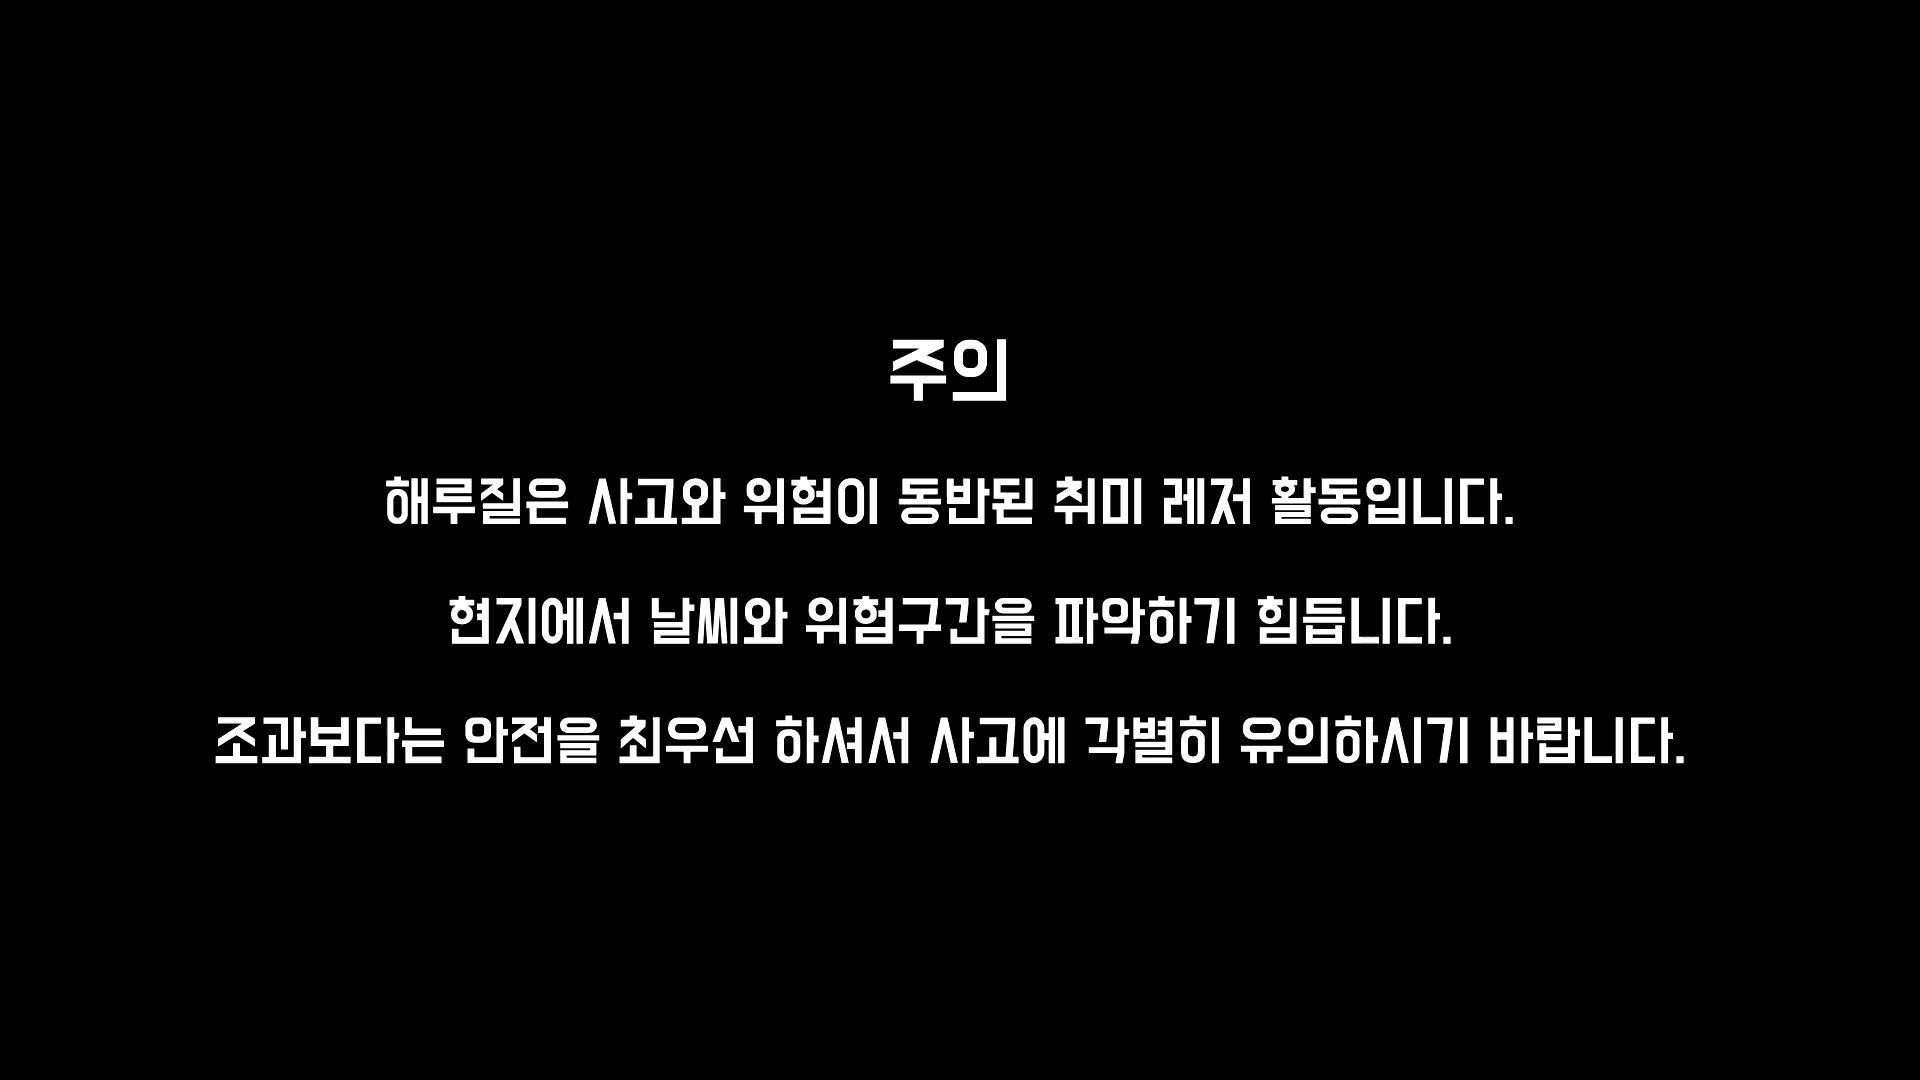 주의
해루질은 사고와 위험이 동반된 취미 레저 활동입니다.
현지에서 날씨와 위험구간을 파악하기 힘듭니다.
조과보다는 안전을 최우선 하셔서 사고에 각별히 유의하시기 바랍니다.